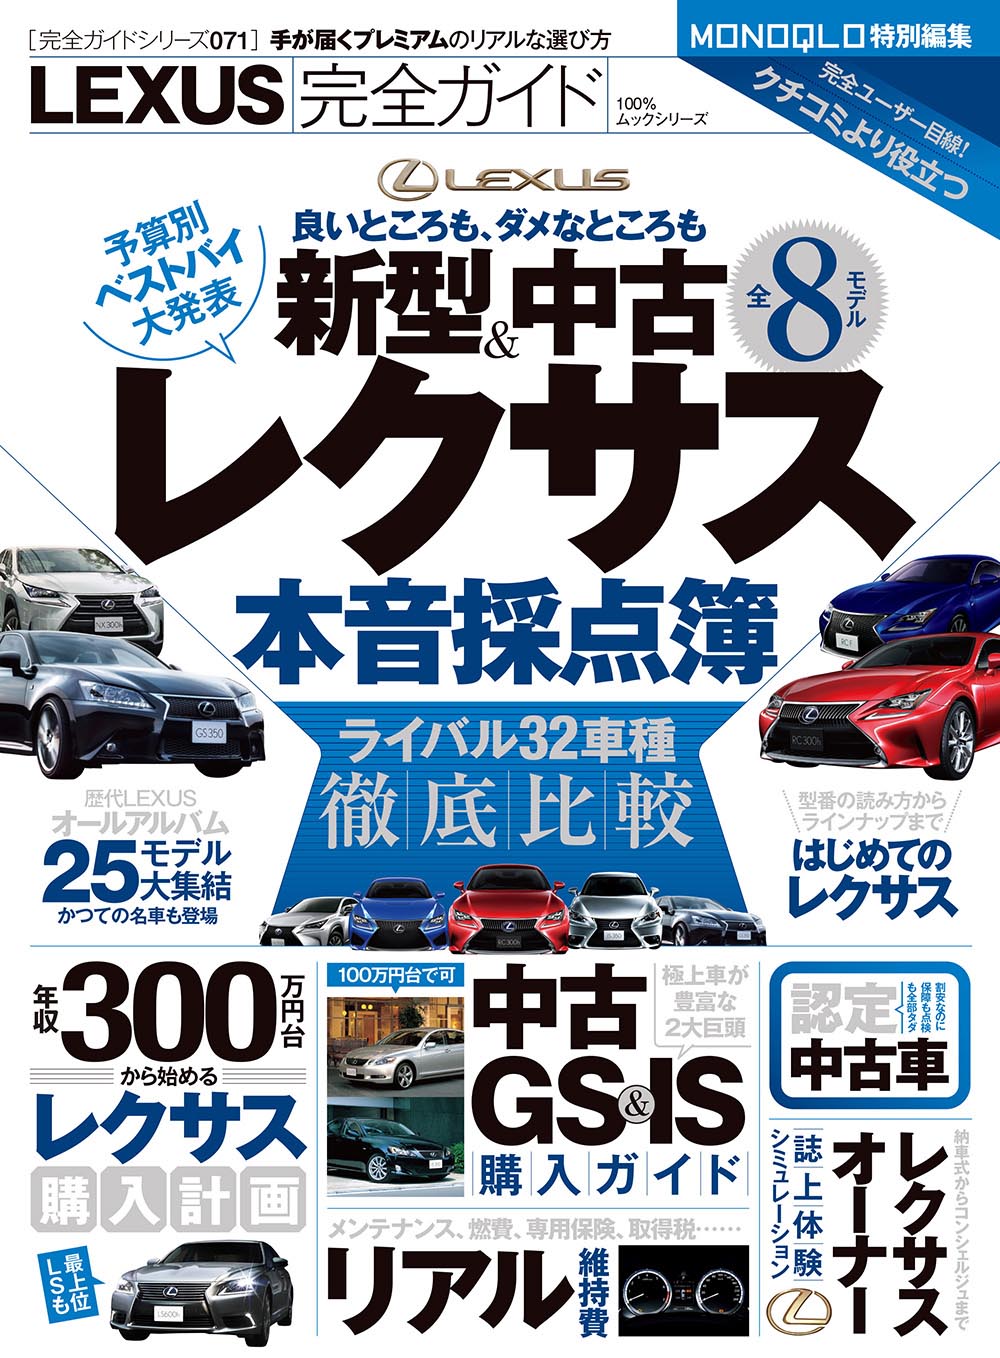 [完全ガイドシリーズ071] 手が届くプレミアムのリアルな選び方
MONOQLO特別編集
LEXUS 完全ガイド
100%
ムックシリーズ
完全ユーザー目線!
クチコミより役立つ
LEXUS
良いところも、ダメなところも
予算別
ベストバイ
大発表
新型&中古
全8モデル
レクサス
本音採点簿
NX300h
GS350
RC F
RC300h
ライバル32車種
徹底比較
歴代LEXUS
オールアルバム
25モデル
大集結
かつての名車も登場
型番の読み方から
ラインナップまで
はじめての
レクサス
RC300h
年収300万円台
から始める
レクサス
購入計画
最上位
LSも
LS600h
100万円台で可
中古
GS&IS
購入ガイド
極上車が
豊富な
2大巨頭
メンテナンス、燃費、専用保険、取得税……
リアル
維持費
認定
割安なのに
保障も点検
も全部タダ
中古車
納車式からコンシェルジュまで
レクサス
オーナー
誌上体験
シミュレーション